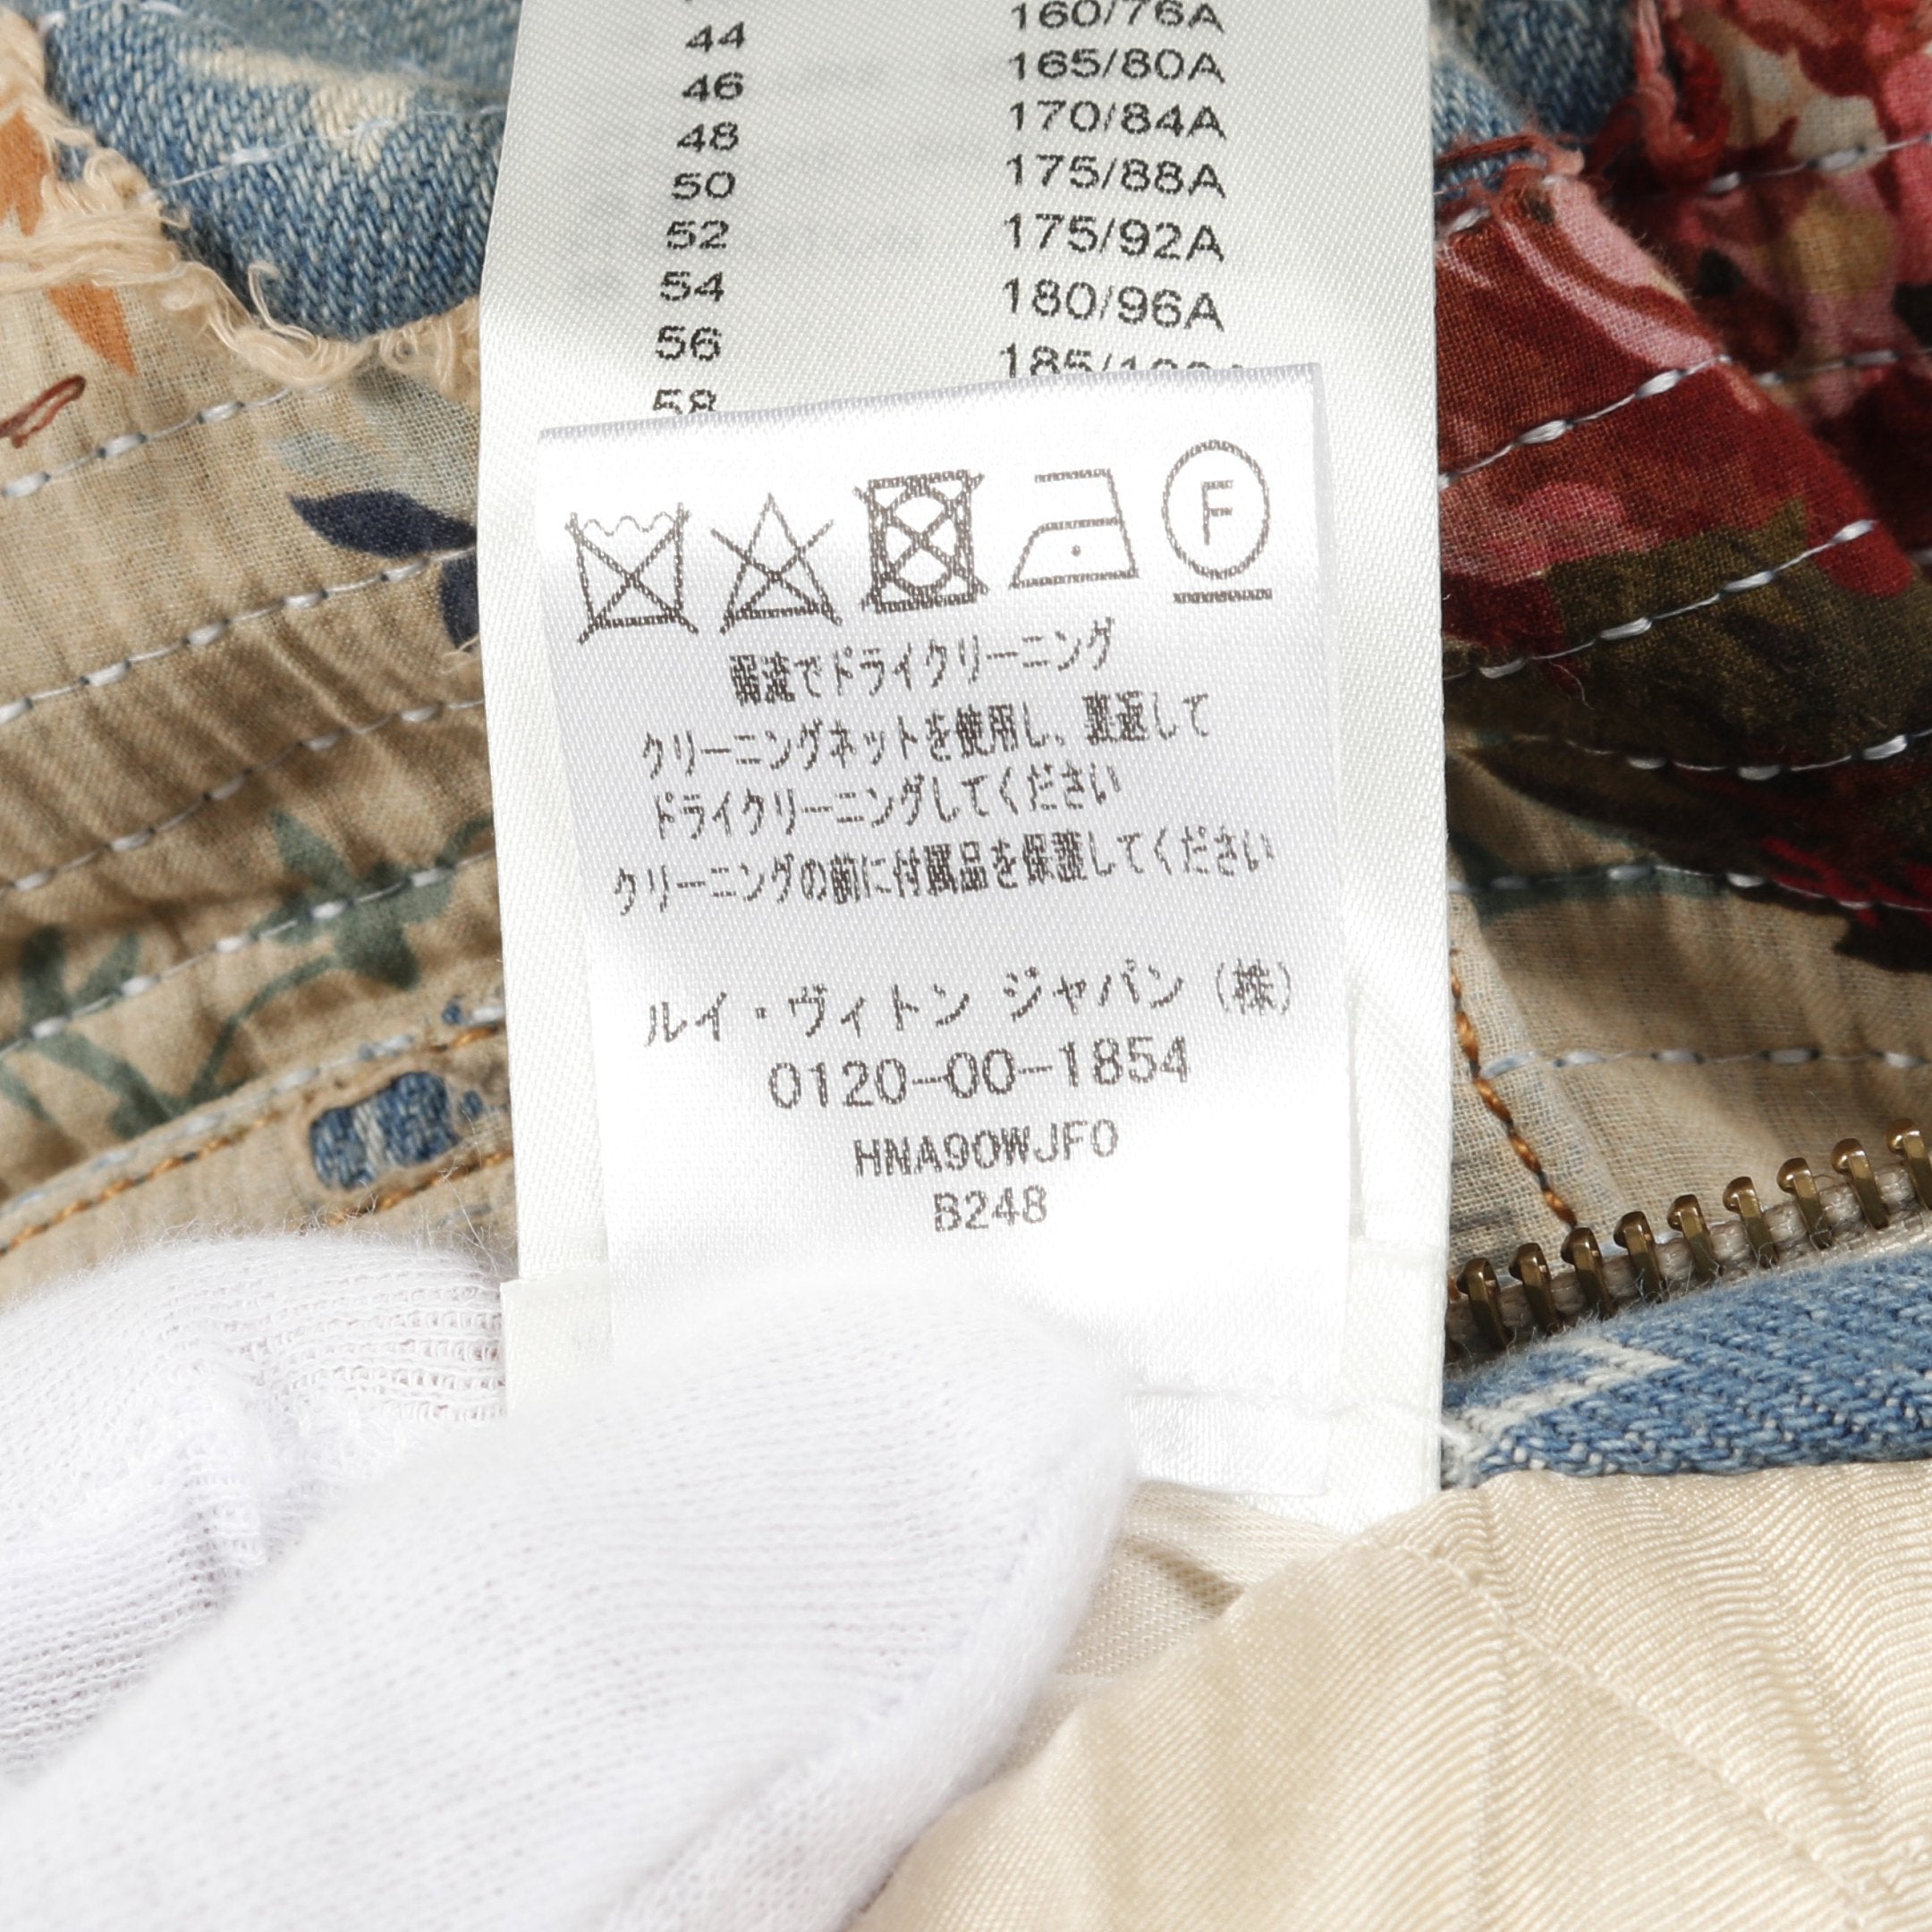 44 160/76A
46 165/80A
48 170/84A
50 175/88A
52 175/92A
54 180/96A
56
58
F
弱流でドライクリーニング
クリーニングネットを使用し、裏返して
ドライクリーニングしてください
クリーニングの前に付属品を保護してください
ルイ・ヴィトン ジャパン (株)
0120-00-1854
HNA90WJF0
B248